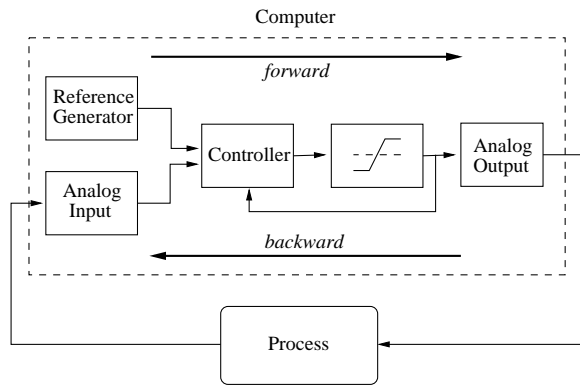 Computer
forward
Reference
Generator
Controller
Analog
Output
Analog
Input
backward
Process